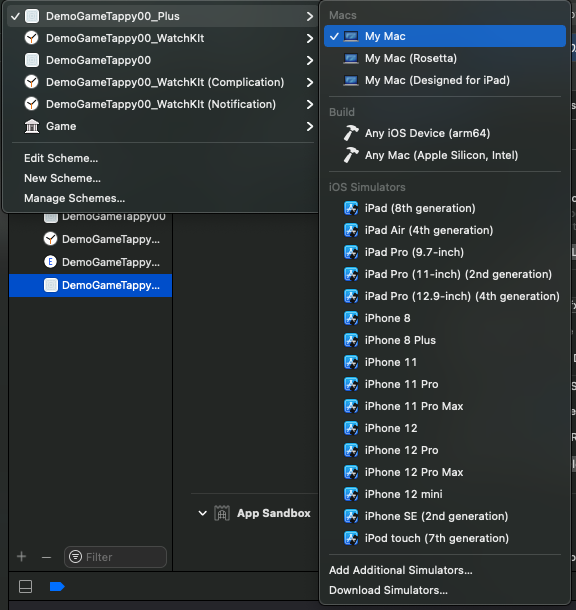 DemoGameTappy00_Plus
DemoGameTappy00_WatchKIt
DemoGameTappy00
DemoGameTappy00_WatchKIt (Complication)
DemoGameTappy00_WatchKIt (Notification)
Game
Edit Scheme...
New Scheme...
Manage Schemes...
DemoGameTappy00
DemoGameTappy...
DemoGameTappy...
DemoGameTappy...
App Sandbox
Filter
Macs
My Mac
My Mac (Rosetta)
My Mac (Designed for iPad)
Build
Any iOS Device (arm64)
Any Mac (Apple Silicon, Intel)
iOS Simulators
iPad (8th generation)
iPad Air (4th generation)
iPad Pro (9.7-inch)
iPad Pro (11-inch) (2nd generation)
iPad Pro (12.9-inch) (4th generation)
iPhone 8
iPhone 8 Plus
iPhone 11
iPhone 11 Pro
iPhone 11 Pro Max
iPhone 12
iPhone 12 Pro
iPhone 12 Pro Max
iPhone 12 mini
iPhone SE (2nd generation)
iPod touch (7th generation)
Add Additional Simulators...
Download Simulators...